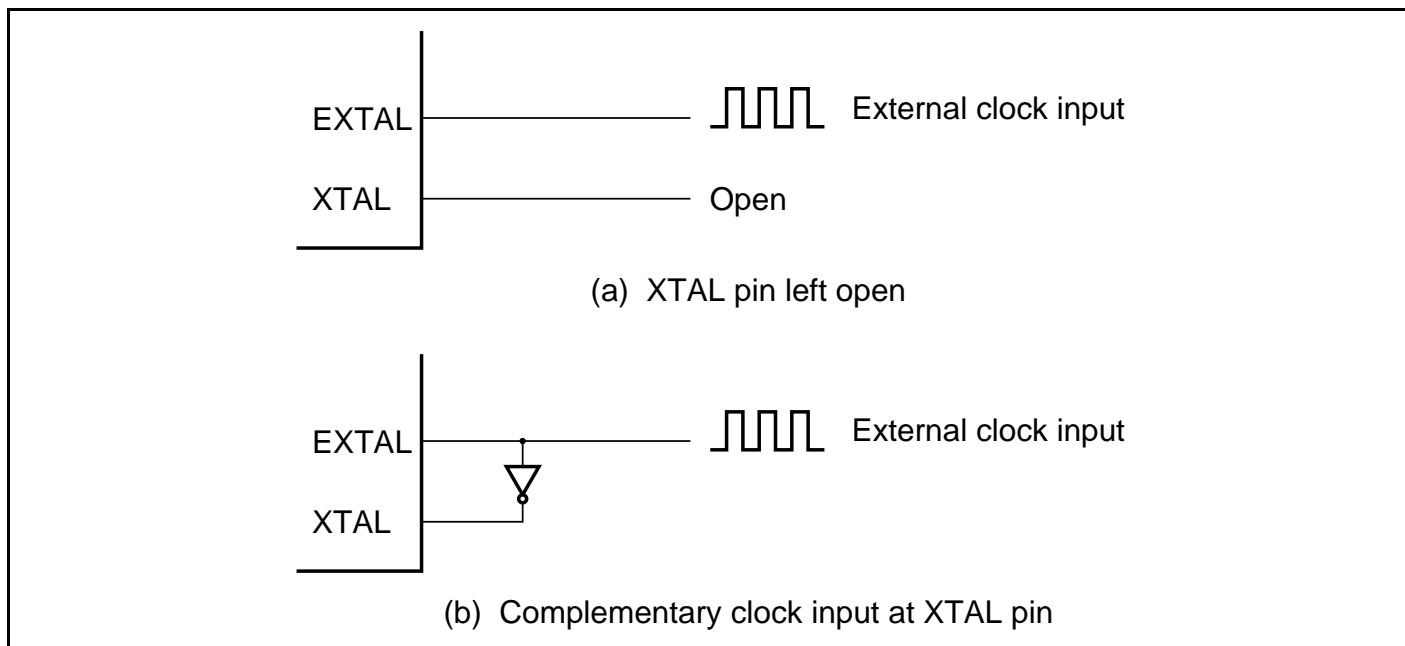 EXTAL External clock input
XTAL Open
(a) XTAL pin left open
EXTAL External clock input
XTAL
(b) Complementary clock input at XTAL pin